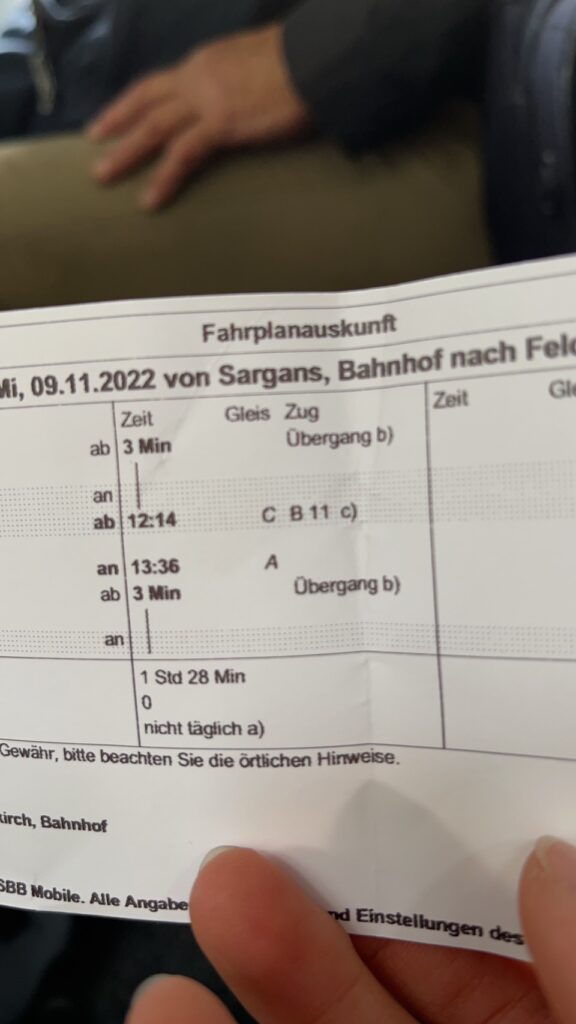 Fahrplanauskunft
Mi, 09.11.2022 von Sargans, Bahnhof nach Feld
Zeit Gleis Zug Zeit Gle
ab 3 Min Übergang b)
an
ab 12:14 C B 11 c)
an 13:36 A
ab 3 Min Übergang b)
an
1 Std 28 Min
0
nicht täglich a)
Gewähr, bitte beachten Sie die örtlichen Hinweise.
kirch, Bahnhof
SBB Mobile. Alle Angabe nd Einstellungen des